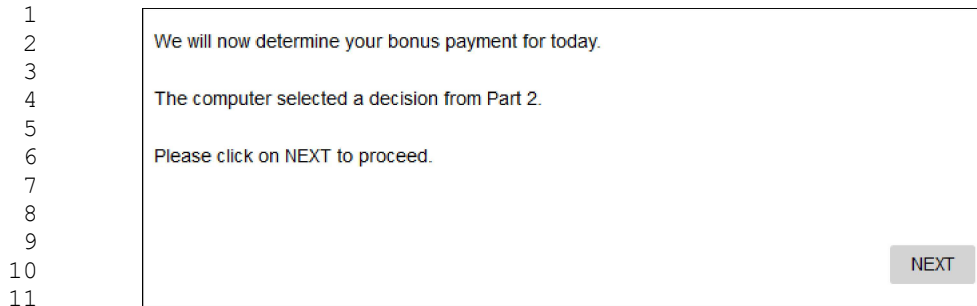 1
2 We will now determine your bonus payment for today.
3
4 The computer selected a decision from Part 2.
5
6 Please click on NEXT to proceed.
7
8
9
10 NEXT
11